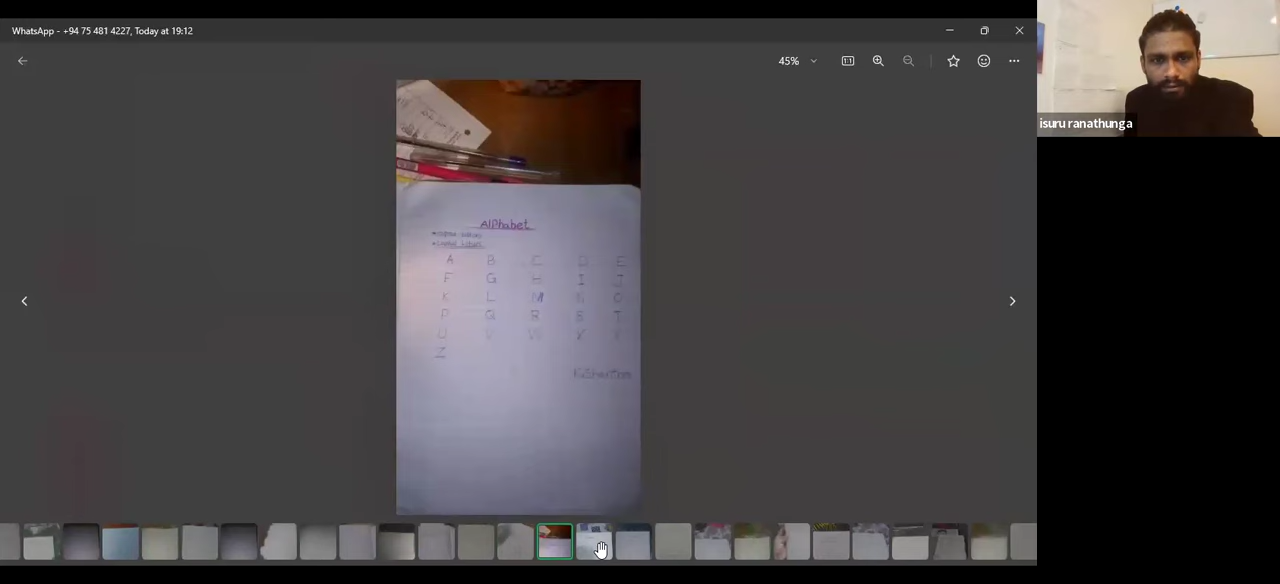 WhatsApp - +94 75 481 4227, Today at 19:12
45%
isuru ranathunga
Alphabet
A B C D E
F G H I J
K L M N O
P Q R S T
U V W X Y
Z